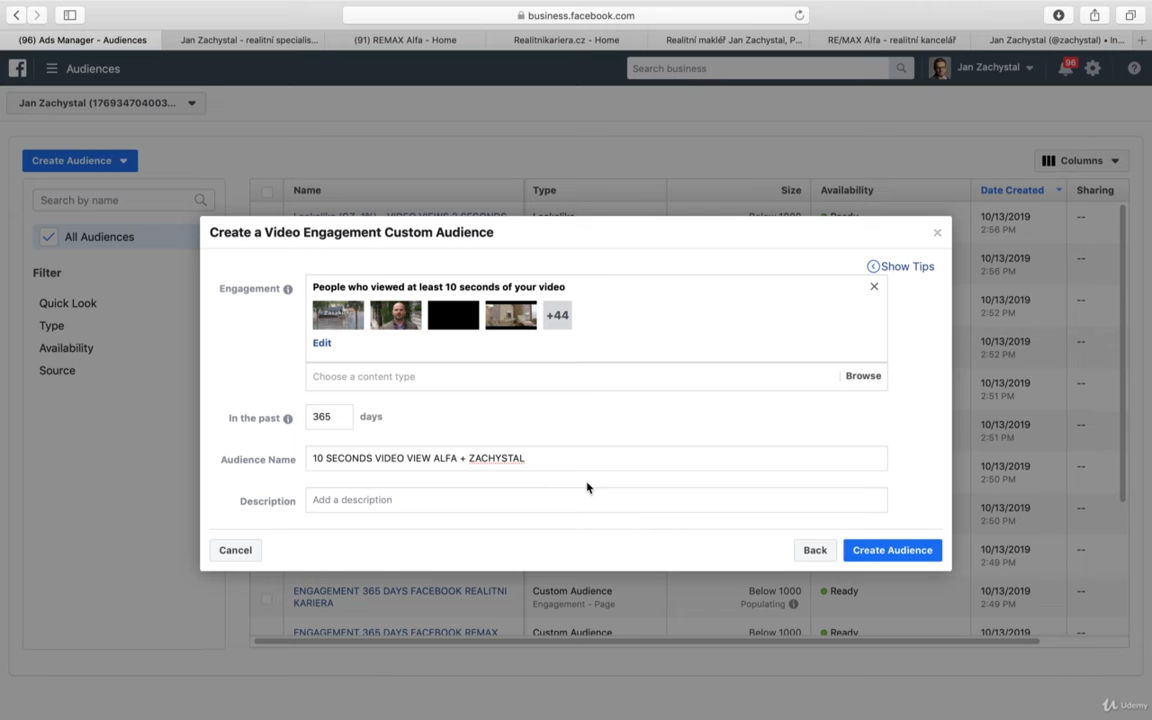 business.facebook.com
(96) Ads Manager - Audiences
Jan Zachystal - realitní specialis...
(91) REMAX Alfa - Home
Realitnikariera.cz - Home
Realitní makléř Jan Zachystal, P...
RE/MAX Alfa - realitní kancelář
Jan Zachystal (@zachystal) • In...
Audiences
Search business
Jan Zachystal
96
Jan Zachystal (176934704003...
Create Audience
Columns
Search by name
All Audiences
Filter
Quick Look
Type
Availability
Source
Name
Type
Size
Availability
Date Created
Sharing
10/13/2019
2:56 PM
--
10/13/2019
2:56 PM
--
10/13/2019
2:52 PM
--
10/13/2019
2:52 PM
--
10/13/2019
2:51 PM
--
10/13/2019
2:51 PM
--
10/13/2019
2:50 PM
--
10/13/2019
2:50 PM
--
10/13/2019
2:49 PM
--
Create a Video Engagement Custom Audience
Show Tips
Engagement
People who viewed at least 10 seconds of your video
+44
Edit
Choose a content type
Browse
In the past
365
days
Audience Name
10 SECONDS VIDEO VIEW ALFA + ZACHYSTAL
Description
Add a description
Cancel
Back
Create Audience
ENGAGEMENT 365 DAYS FACEBOOK REALITNI
KARIERA
Custom Audience
Engagement - Page
Below 1000
Populating
Ready
10/13/2019
2:49 PM
--
ENGAGEMENT 365 DAYS FACEBOOK REMAX
Custom Audience
Below 1000
Ready
10/13/2019
--
Udemy